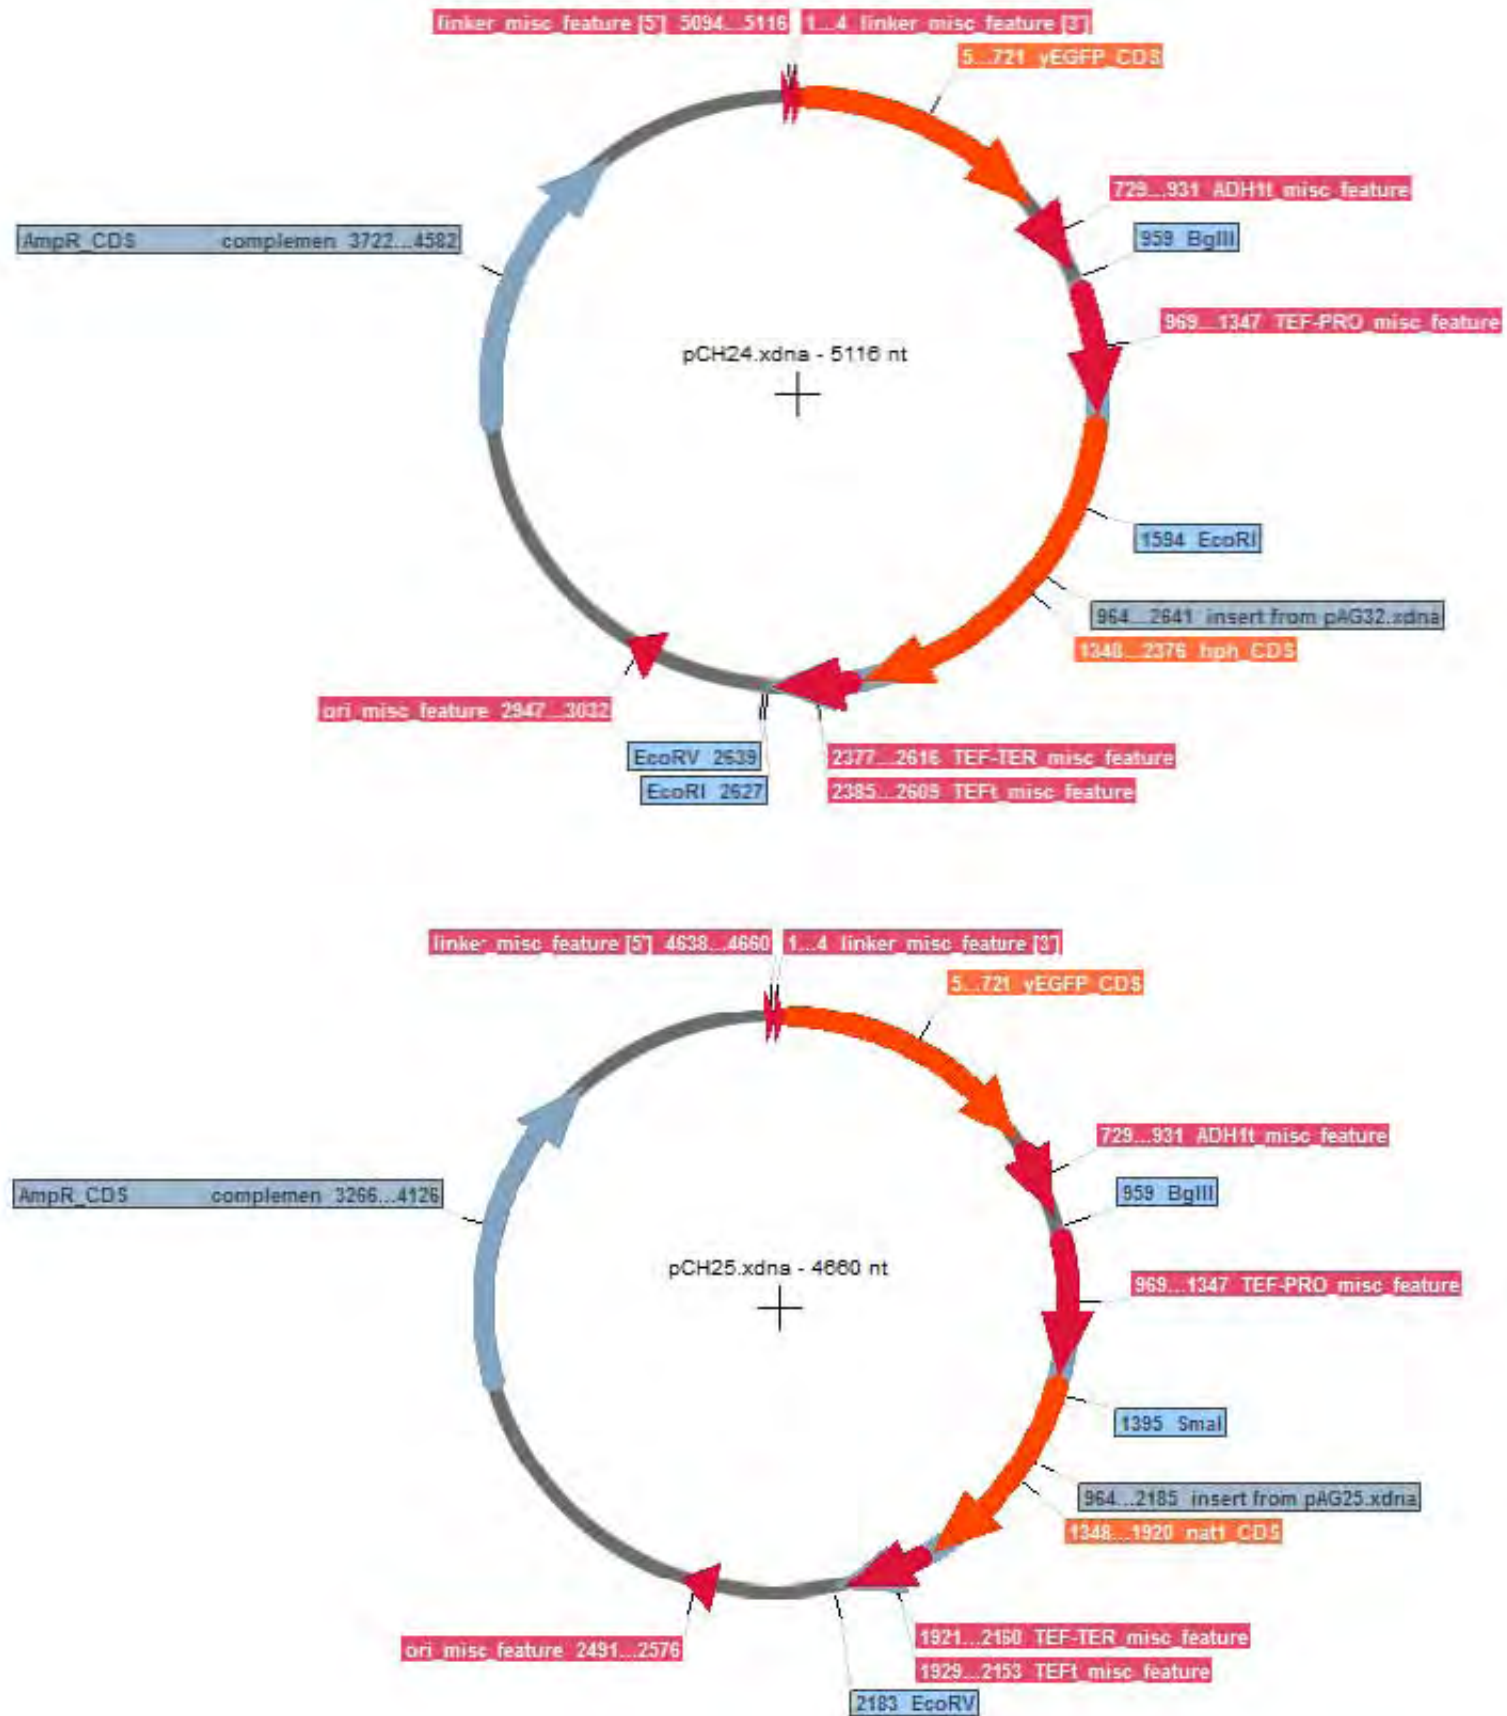 linker_misc_feature [5'] 5094...5116
1...4 linker_misc_feature [3']
5...721 yEGFP_CDS
729...931 ADH1t_misc_feature
AmpR_CDS complemen 3722...4582
959 BglII
969...1347 TEF-PRO_misc_feature
pCH24.xdna - 5116 nt
1594 EcoRI
964...2641 insert from pAG32.xdna
1348...2376 hph_CDS
ori_misc_feature 2947...3032
EcoRV 2639
2377...2616 TEF-TER_misc_feature
EcoRI 2627
2385...2609 TEFt_misc_feature
linker_misc_feature [5'] 4638...4660
1...4 linker_misc_feature [3']
5...721 yEGFP_CDS
729...931 ADH1t_misc_feature
AmpR_CDS complemen 3266...4126
959 BglII
pCH25.xdna - 4660 nt
969...1347 TEF-PRO_misc_feature
1395 SmaI
964...2185 insert from pAG25.xdna
1348...1920 nat1_CDS
ori_misc_feature 2491...2576
1921...2160 TEF-TER_misc_feature
1929...2153 TEFt_misc_feature
2183 EcoRV